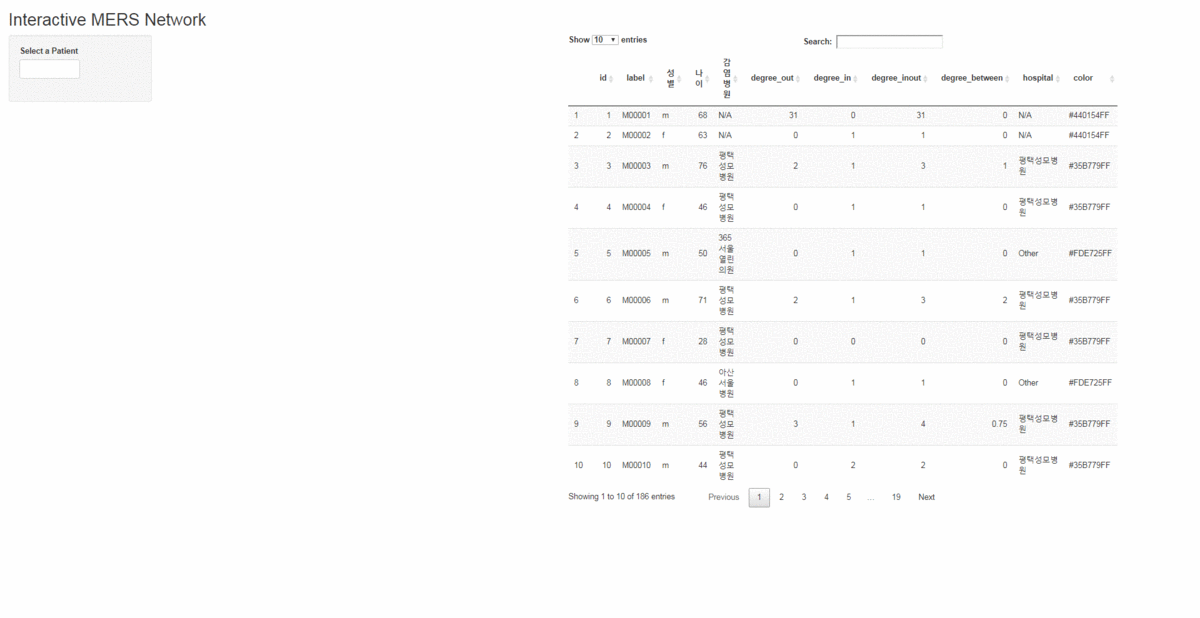 Interactive MERS Network
Select a Patient
Show 10 entries
Search:
id label 성별 나이 감염병원 degree_out degree_in degree_inout degree_between hospital color
1 1 M00001 m 68 N/A 31 0 31 0 N/A #440154FF
2 2 M00002 f 63 N/A 0 1 1 0 N/A #440154FF
3 3 M00003 m 76 평택성모병원 2 1 3 1 평택성모병원 #35B779FF
4 4 M00004 f 46 평택성모병원 0 1 1 0 평택성모병원 #35B779FF
5 5 M00005 m 50 365서울열린의원 0 1 1 0 Other #FDE725FF
6 6 M00006 m 71 평택성모병원 2 1 3 2 평택성모병원 #35B779FF
7 7 M00007 f 28 평택성모병원 0 0 0 0 평택성모병원 #35B779FF
8 8 M00008 f 46 아산서울병원 0 1 1 0 Other #FDE725FF
9 9 M00009 m 56 평택성모병원 3 1 4 0.75 평택성모병원 #35B779FF
10 10 M00010 m 44 평택성모병원 0 2 2 0 평택성모병원 #35B779FF
Showing 1 to 10 of 186 entries
Previous 1 2 3 4 5 … 19 Next